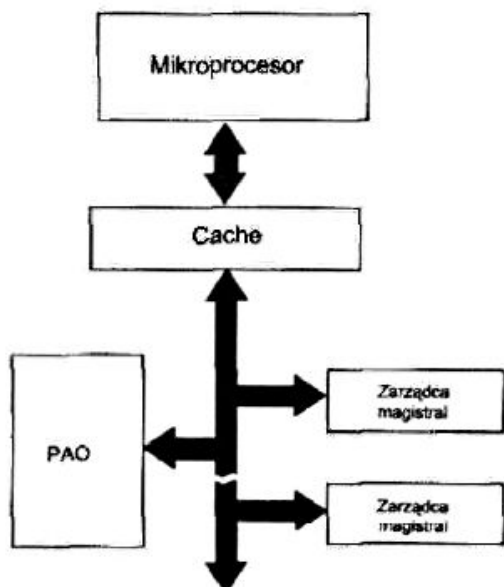 Mikroprocesor
Cache
PAO
Zarządca
magistral
Zarządca
magistral